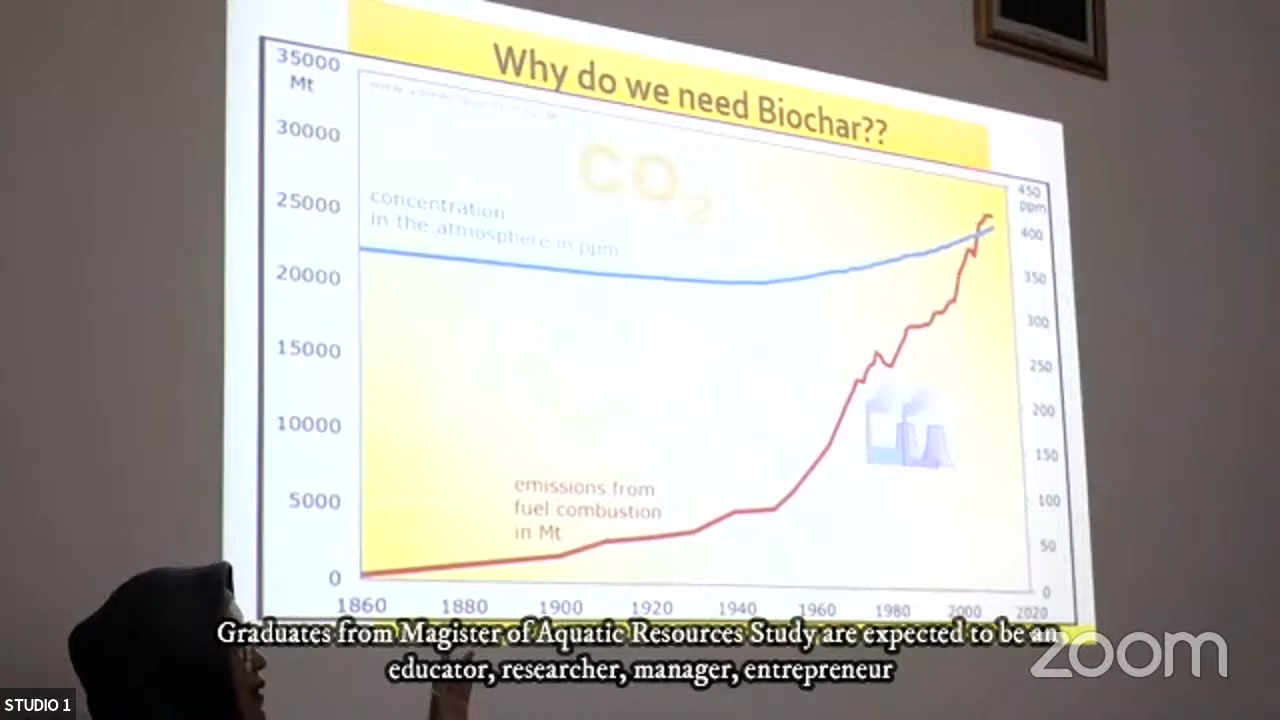 Why do we need Biochar??
35000
Mt
30000
25000
20000
15000
10000
5000
0
CO2
concentration
in the atmosphere in ppm
emissions from
fuel combustion
in Mt
450
ppm
400
350
300
250
200
150
100
50
0
1860 1880 1900 1920 1940 1960 1980 2000 2020
Graduates from Magister of Aquatic Resources Study are expected to be an
educator, researcher, manager, entrepreneur
zoom
STUDIO 1